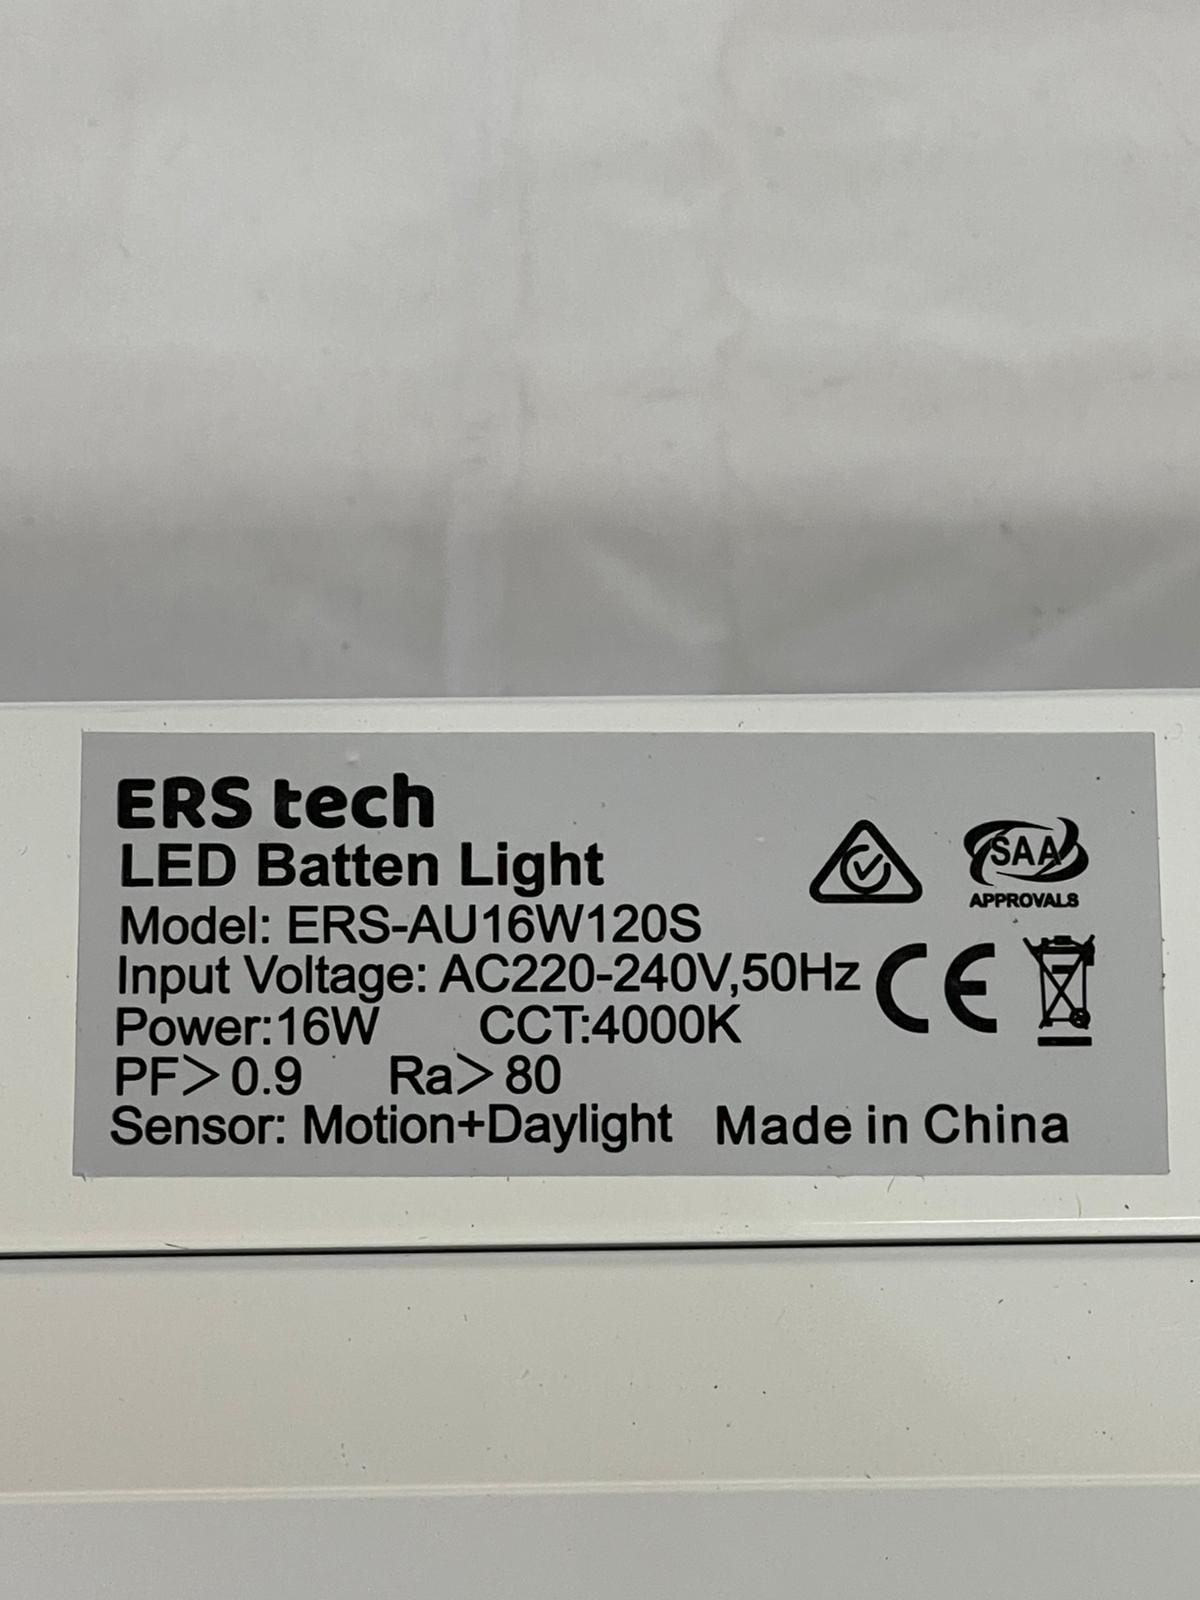 ERS tech
LED Batten Light
Model: ERS-AU16W120S
Input Voltage: AC220-240V,50Hz
Power:16W CCT:4000K
PF>0.9 Ra>80
Sensor: Motion+Daylight Made in China
SAA
APPROVALS
CE